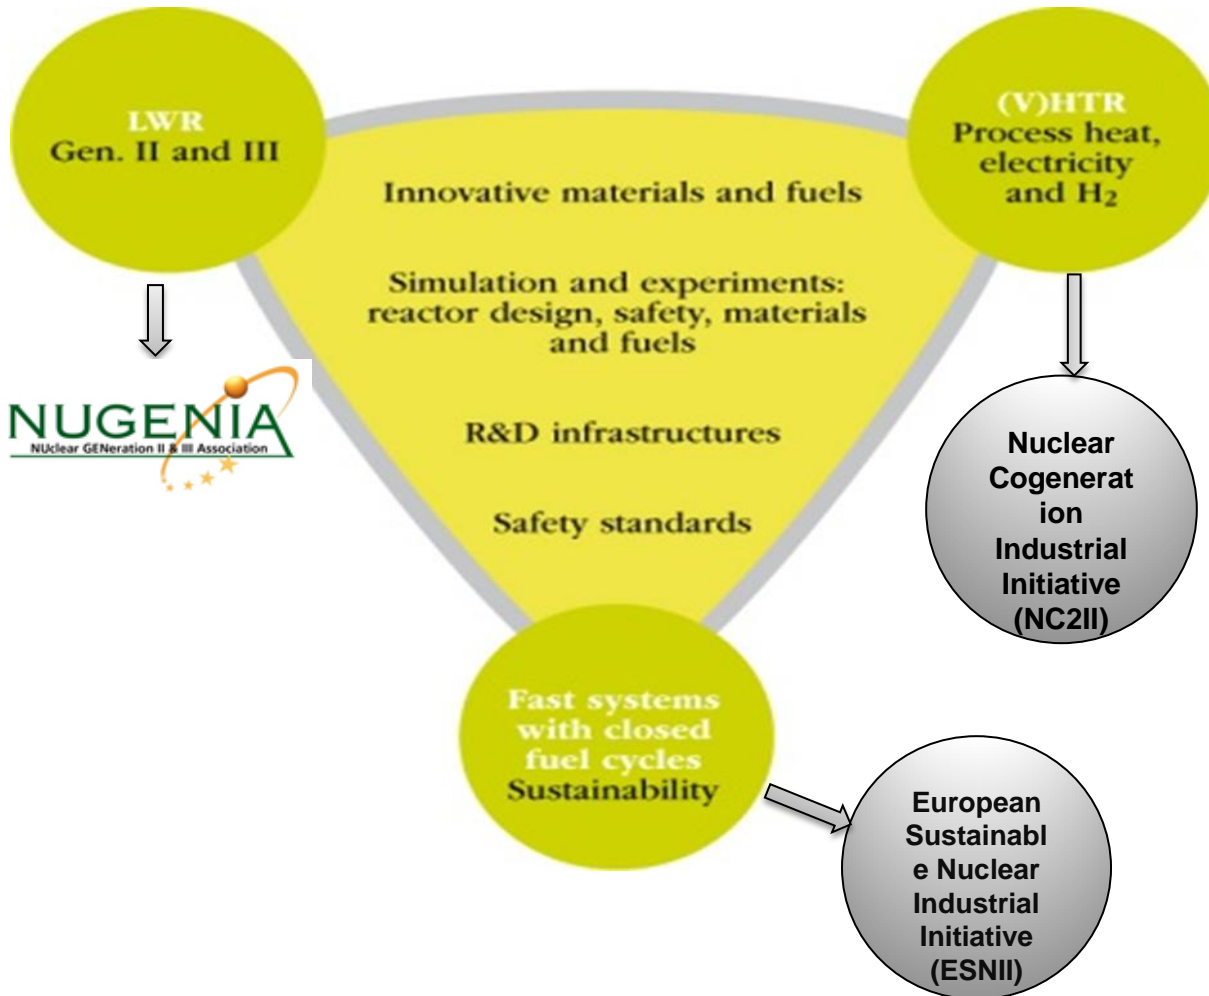 LWR
Gen. II and III
(V)HTR
Process heat,
electricity
and H₂
Innovative materials and fuels
Simulation and experiments:
reactor design, safety, materials
and fuels
R&D infrastructures
Safety standards
NUGENIA
NUclear GENeration II & III Association
Nuclear
Cogenerat
ion
Industrial
Initiative
(NC2II)
Fast systems
with closed
fuel cycles
Sustainability
European
Sustainabl
e Nuclear
Industrial
Initiative
(ESNII)